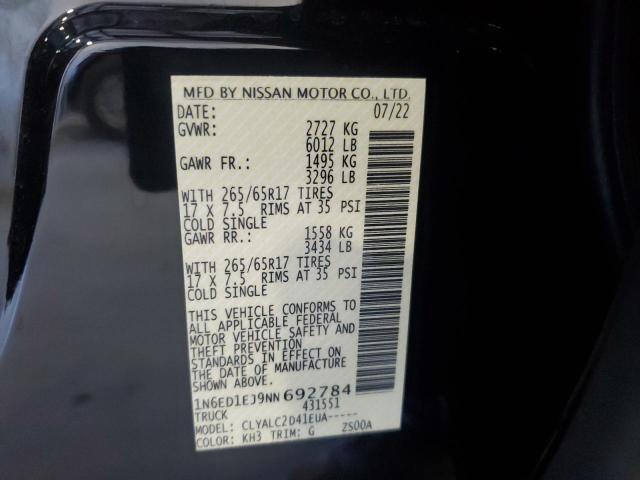 MFD BY NISSAN MOTOR CO., LTD.
DATE: 07/22
GVWR: 2727 KG
6012 LB
GAWR FR.: 1495 KG
3296 LB
WITH 265/65R17 TIRES
17 X 7.5 RIMS AT 35 PSI
COLD SINGLE
GAWR RR.: 1558 KG
3434 LB
WITH 265/65R17 TIRES
17 X 7.5 RIMS AT 35 PSI
COLD SINGLE
THIS VEHICLE CONFORMS TO
ALL APPLICABLE FEDERAL
MOTOR VEHICLE SAFETY AND
THEFT PREVENTION
STANDARDS IN EFFECT ON
THE DATE OF MANUFACTURE
SHOWN ABOVE.
1N6ED1EJ9NN692784
TRUCK 431551
MODEL: CLYALC2D41EUA-----
COLOR: KH3 TRIM: G ZS00A